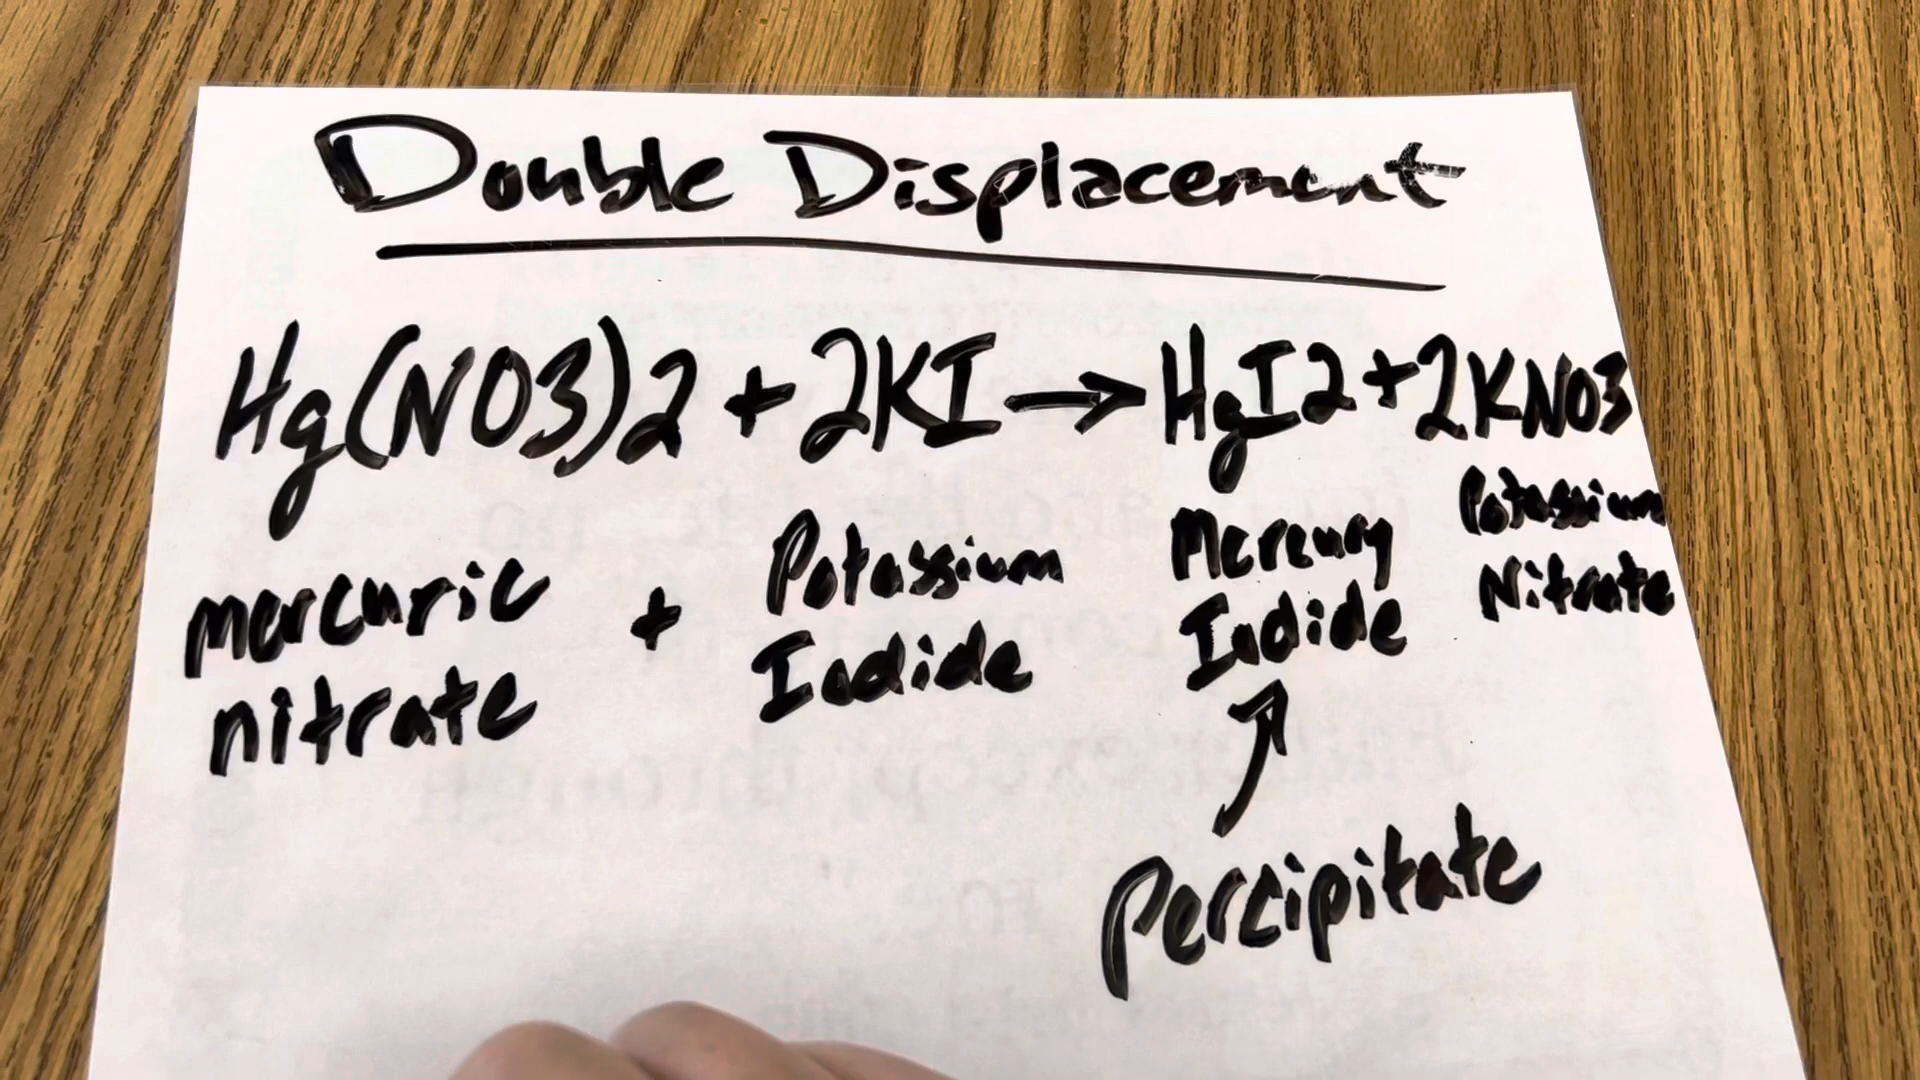 Double Displacement
Hg(NO3)2 + 2KI → HgI2 + 2KNO3
mercuric + Potassium Mercury Potassium
nitrate Iodide Iodide Nitrate
Percipitate